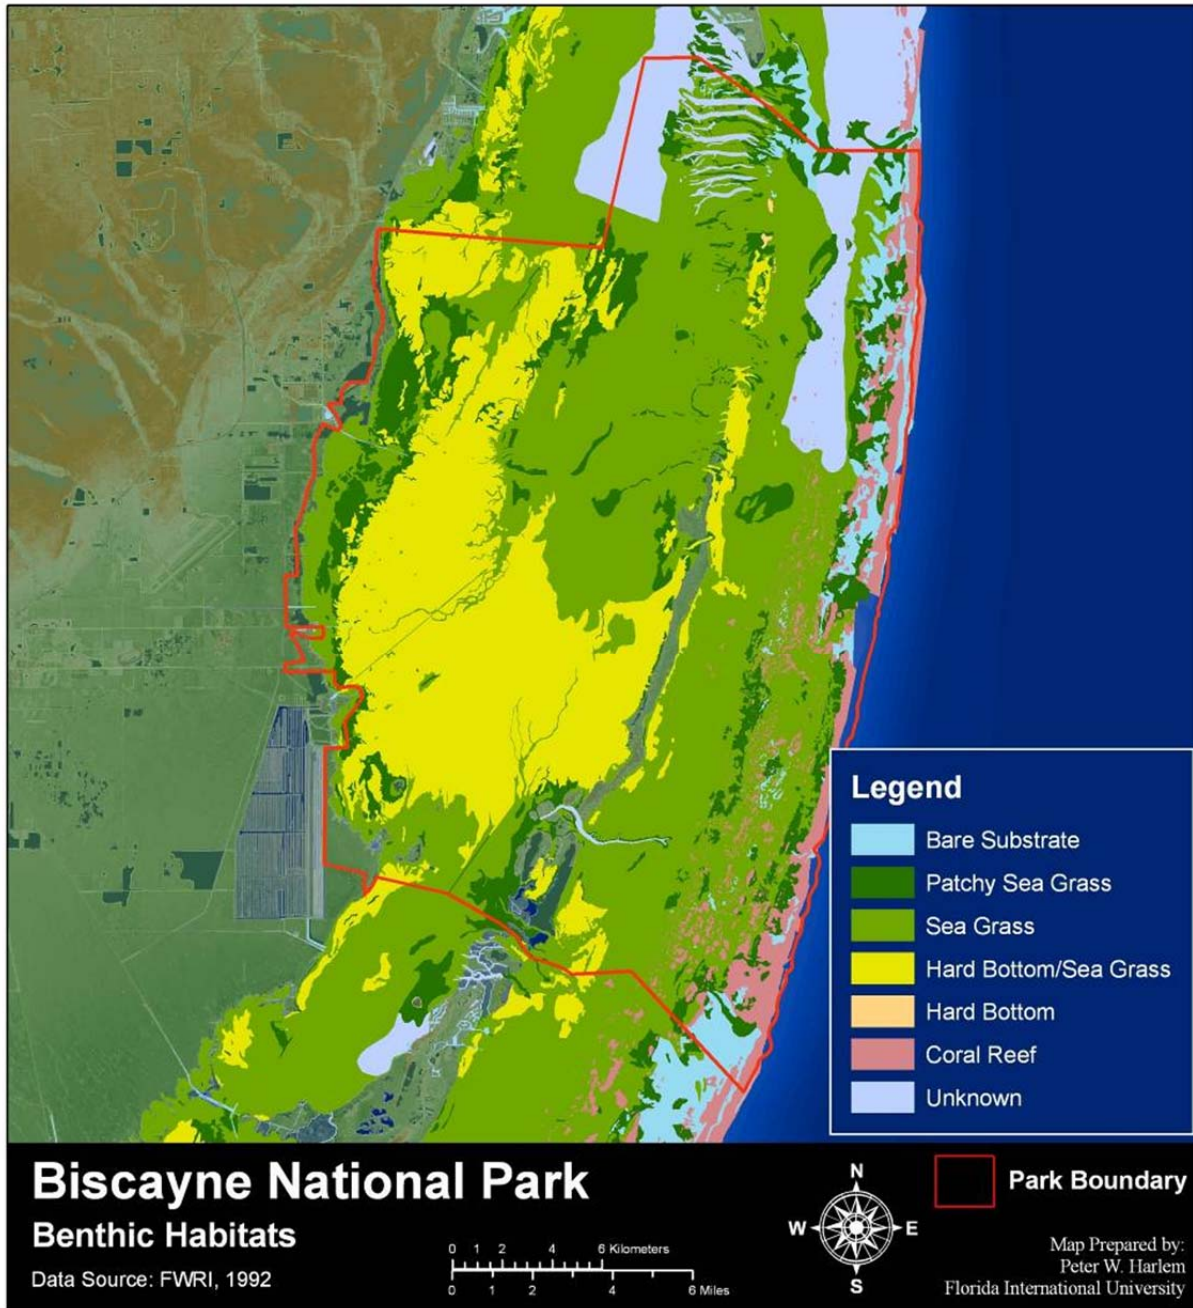 Legend
Bare Substrate
Patchy Sea Grass
Sea Grass
Hard Bottom/Sea Grass
Hard Bottom
Coral Reef
Unknown
Biscayne National Park
Benthic Habitats
Data Source: FWRI, 1992
0 1 2 4 6 Kilometers
0 1 2 4 6 Miles
N
W E
S
Park Boundary
Map Prepared by:
Peter W. Harlem
Florida International University